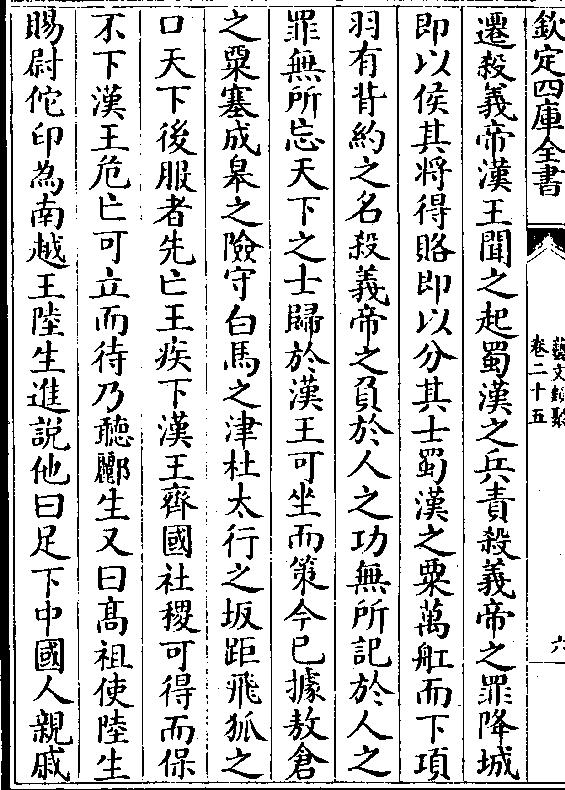 欽定四庫全書
藝文類聚
卷二十五
六
遷殺義帝漢王聞之起蜀漢之兵責殺義帝之罪降城
即以侯其将得賂即以分其士蜀漢之粟萬舡而下項
羽有背約之名殺義帝之負於人之功無所記於人之
罪無所忘天下之士歸於漢王可坐而策今已據敖倉
之粟塞成皋之險守白馬之津杜太行之坂距飛狐之
口天下後服者先亡王疾下漢王齊國社稷可得而保
不下漢王危亡可立而待乃聽酈生又曰髙祖使陸生
賜尉佗印為南越王陸生進說他曰足下中國人親戚